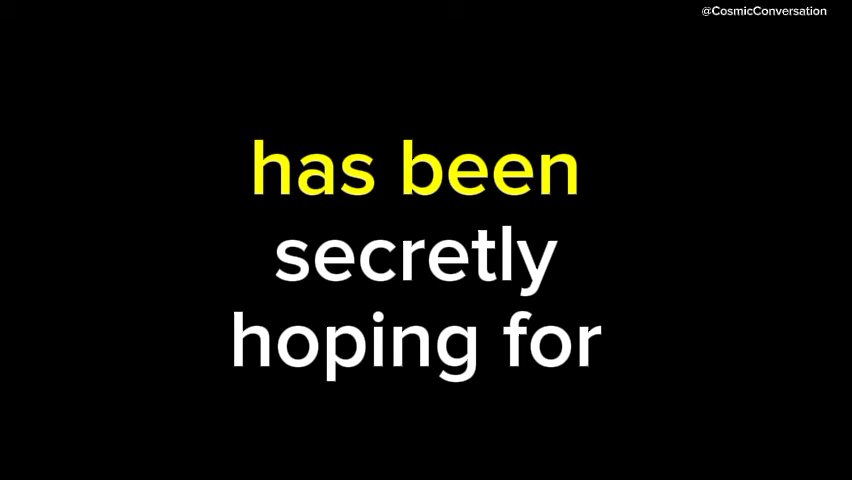 @CosmicConversation
has been
secretly
hoping for